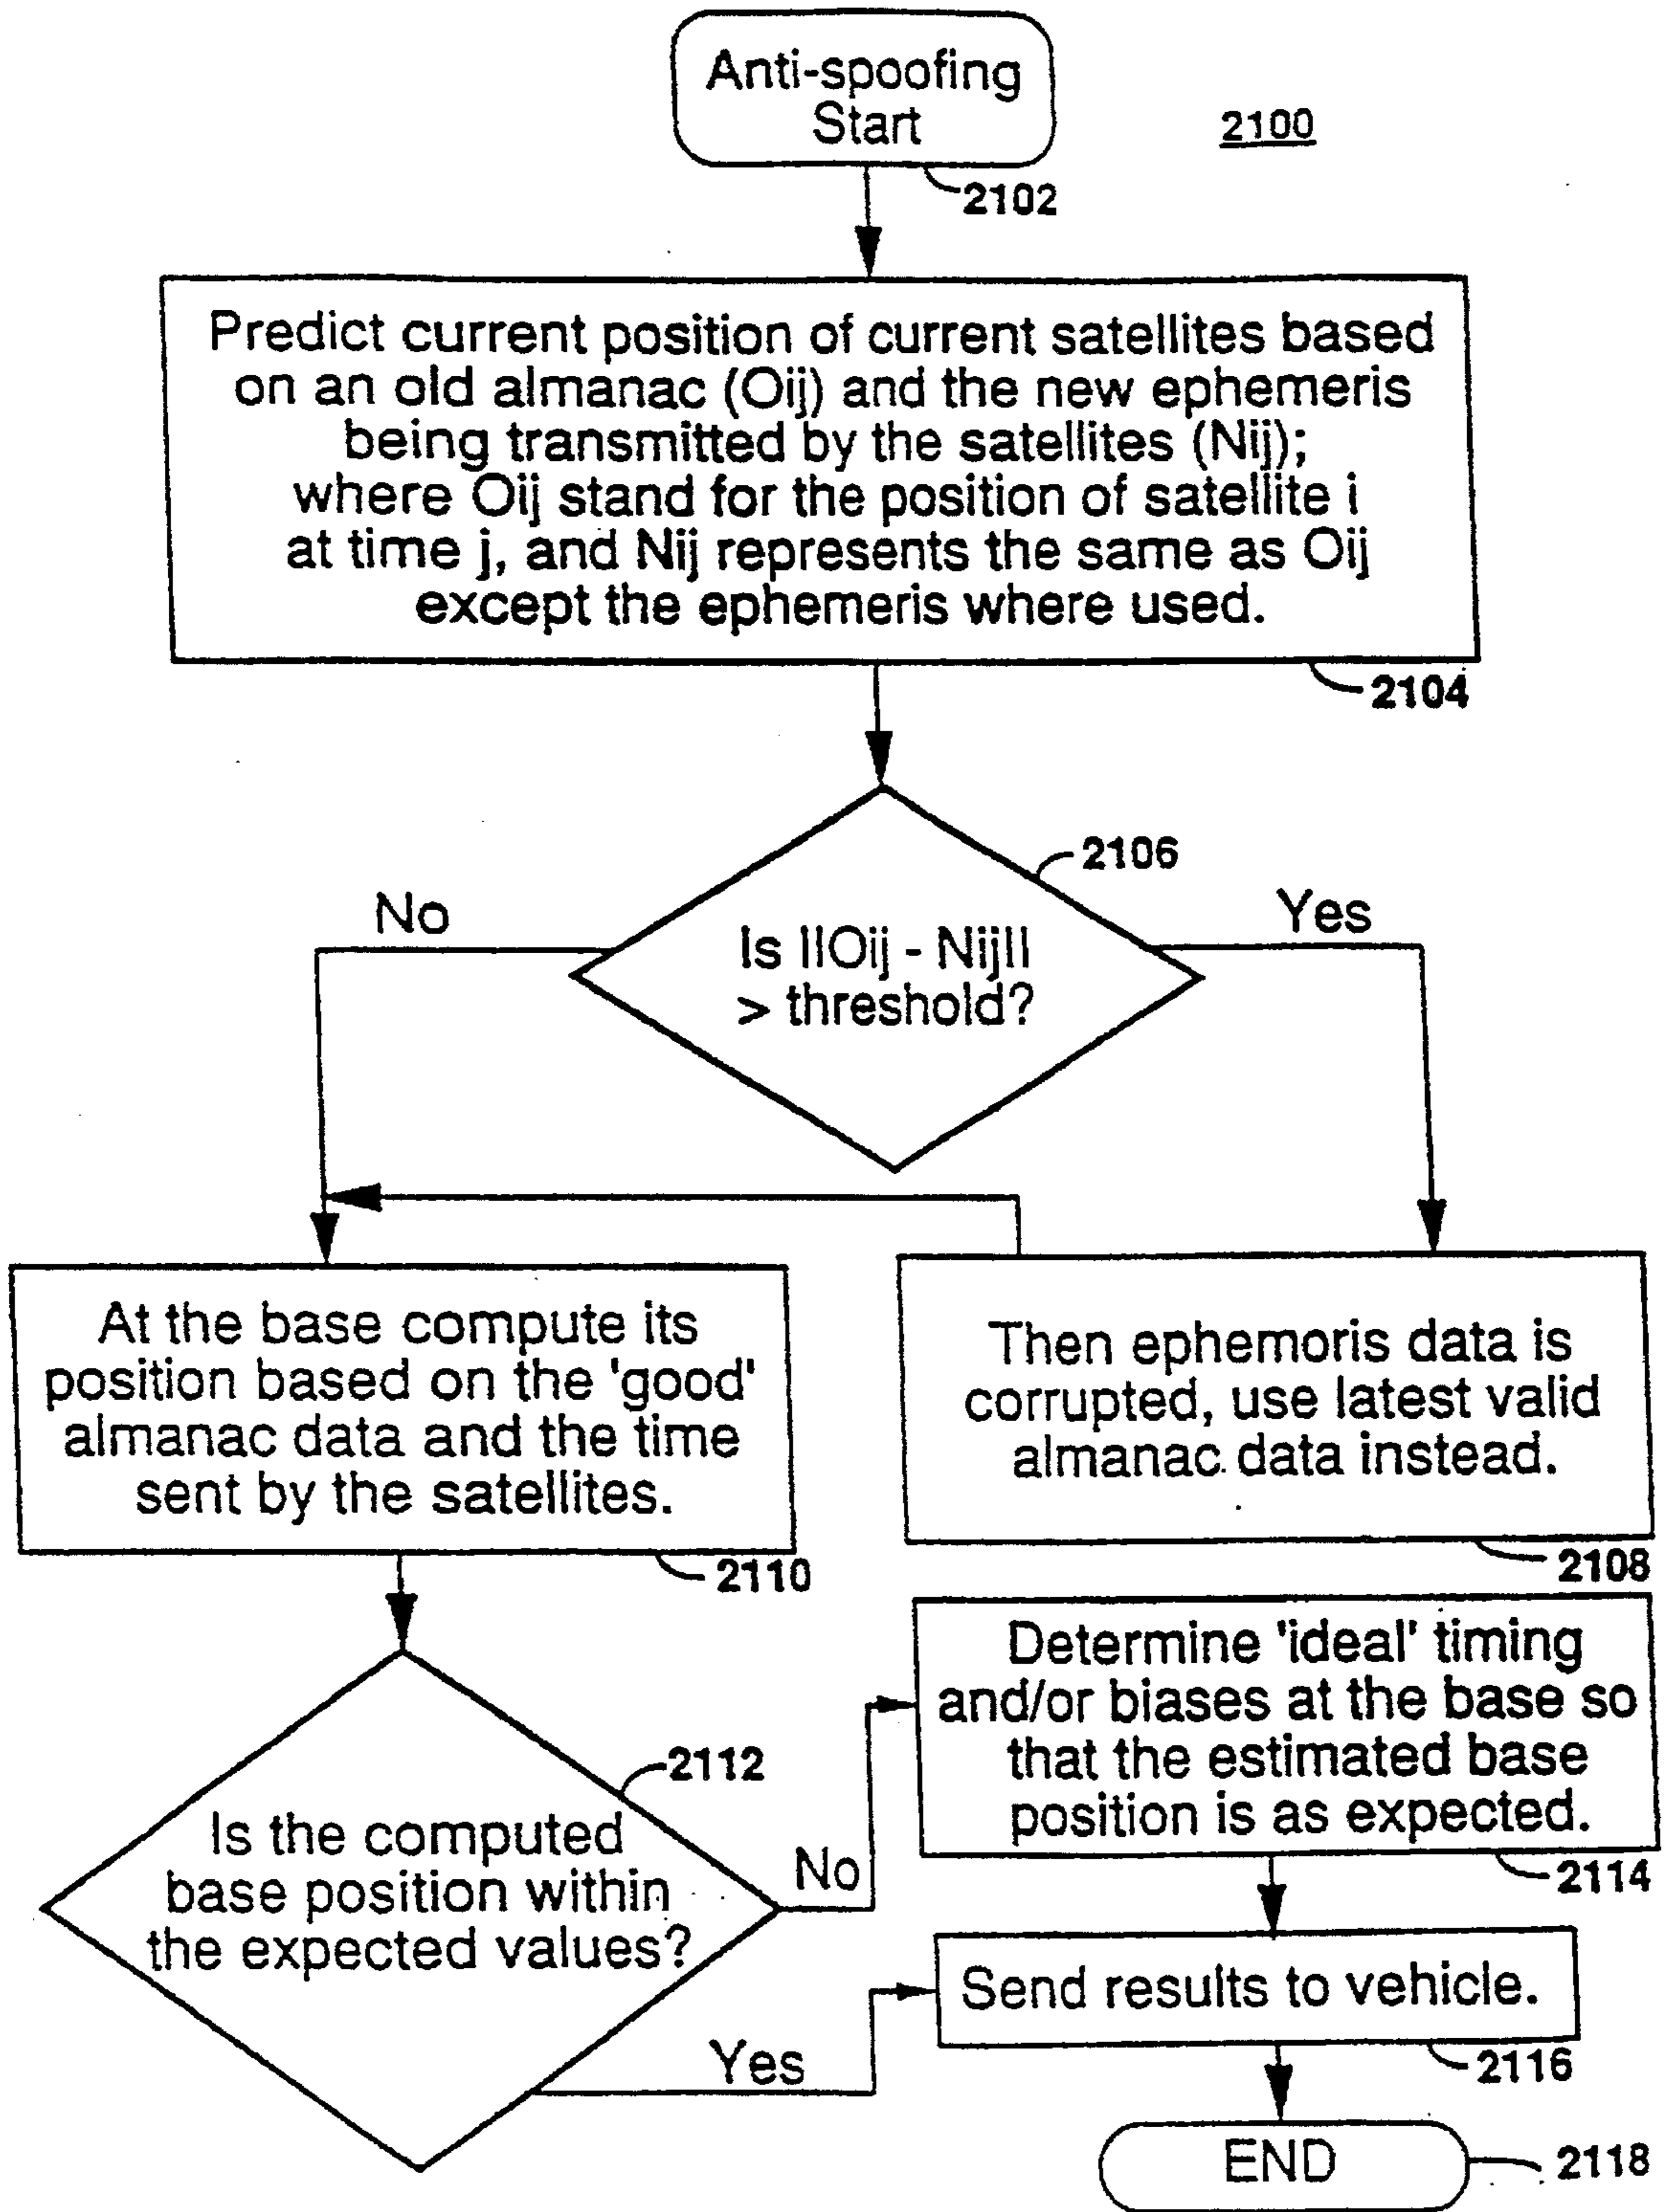 Anti-spoofing
Start
2100
2102
Predict current position of current satellites based
on an old almanac (Oij) and the new ephemeris
being transmitted by the satellites (Nij);
where Oij stand for the position of satellite i
at time j, and Nij represents the same as Oij
except the ephemeris where used.
2104
2106
No
Yes
Is llOij - Nijll
> threshold?
At the base compute its
position based on the 'good'
almanac data and the time
sent by the satellites.
2110
Then ephemoris data is
corrupted, use latest valid
almanac data instead.
2108
Determine 'ideal' timing
and/or biases at the base so
that the estimated base
position is as expected.
2114
2112
Is the computed
base position within
the expected values?
No
Yes
Send results to vehicle.
2116
END
2118